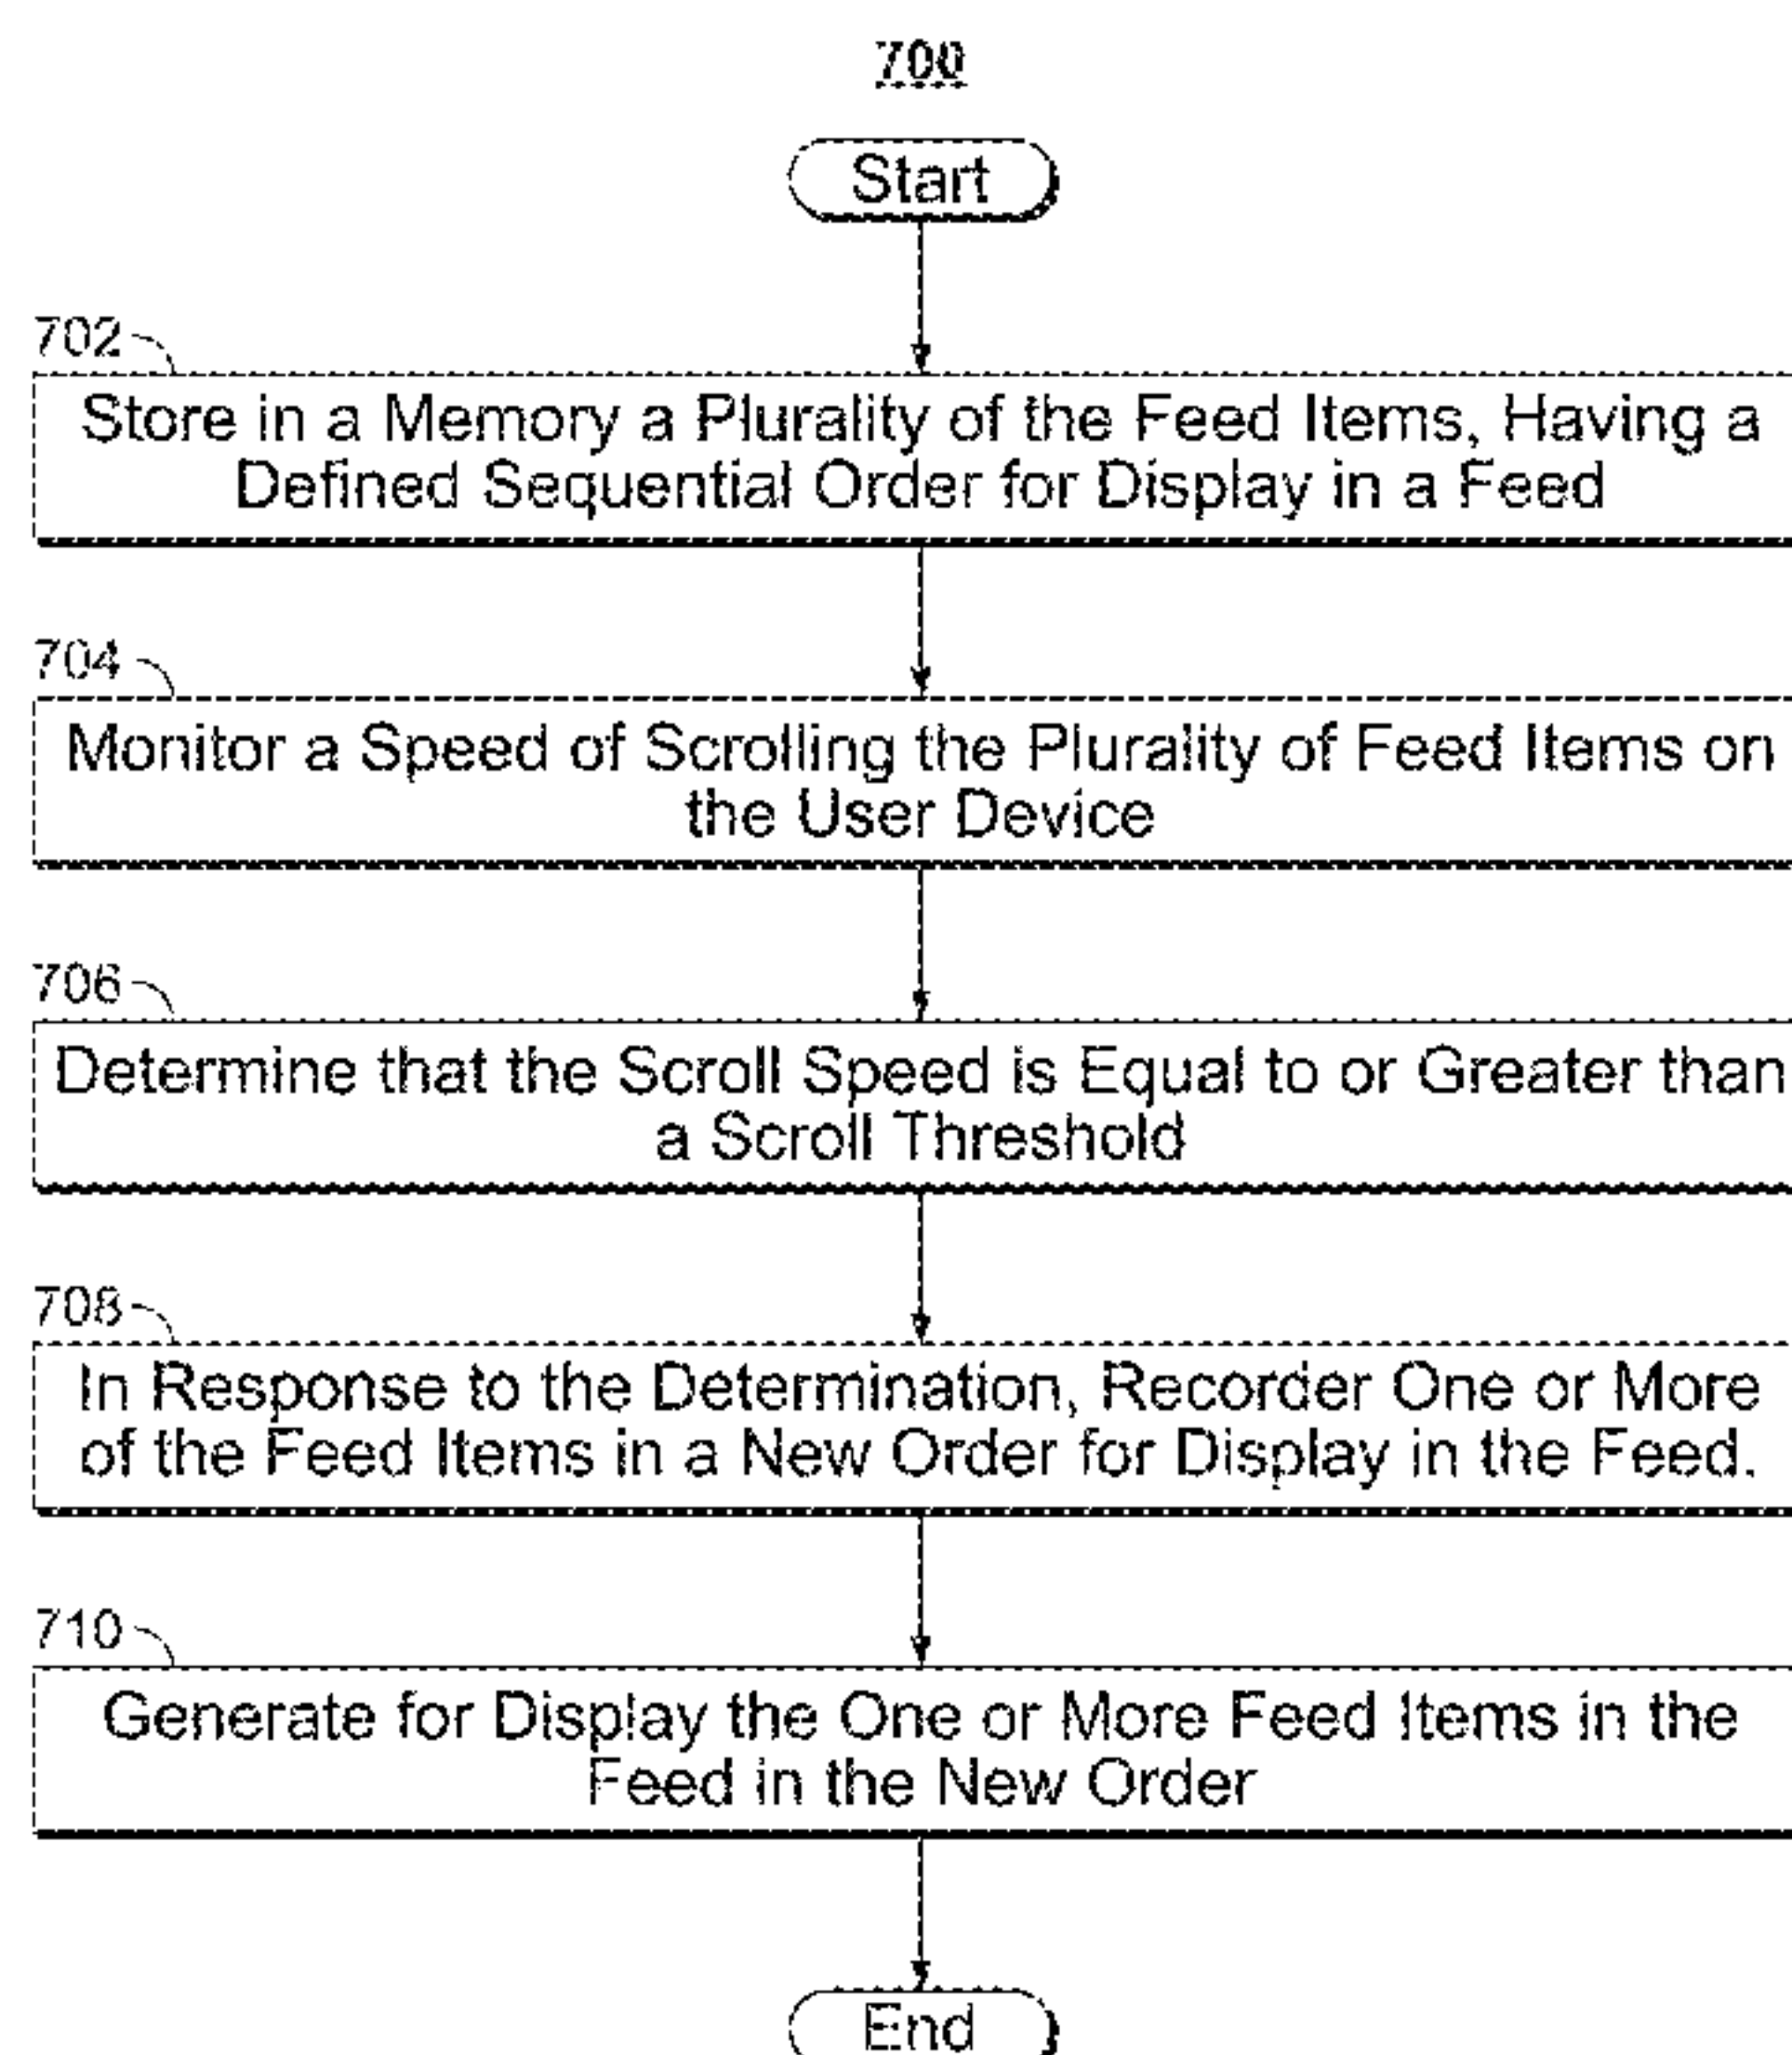 700
Start
702
Store in a Memory a Plurality of the Feed Items, Having a
Defined Sequential Order for Display in a Feed
704
Monitor a Speed of Scrolling the Plurality of Feed Items on
the User Device
706
Determine that the Scroll Speed is Equal to or Greater than
a Scroll Threshold
708
In Response to the Determination, Recorder One or More
of the Feed Items in a New Order for Display in the Feed.
710
Generate for Display the One or More Feed Items in the
Feed in the New Order
End